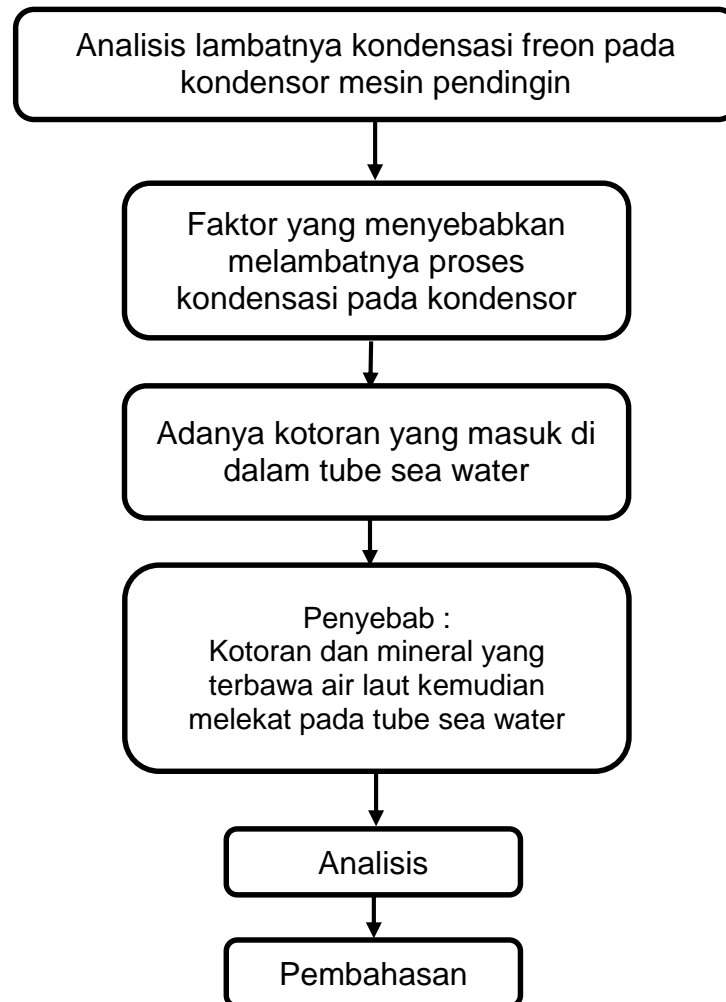 Analisis lambatnya kondensasi freon pada
kondensor mesin pendingin
Faktor yang menyebabkan
melambatnya proses
kondensasi pada kondensor
Adanya kotoran yang masuk di
dalam tube sea water
Penyebab :
Kotoran dan mineral yang
terbawa air laut kemudian
melekat pada tube sea water
Analisis
Pembahasan